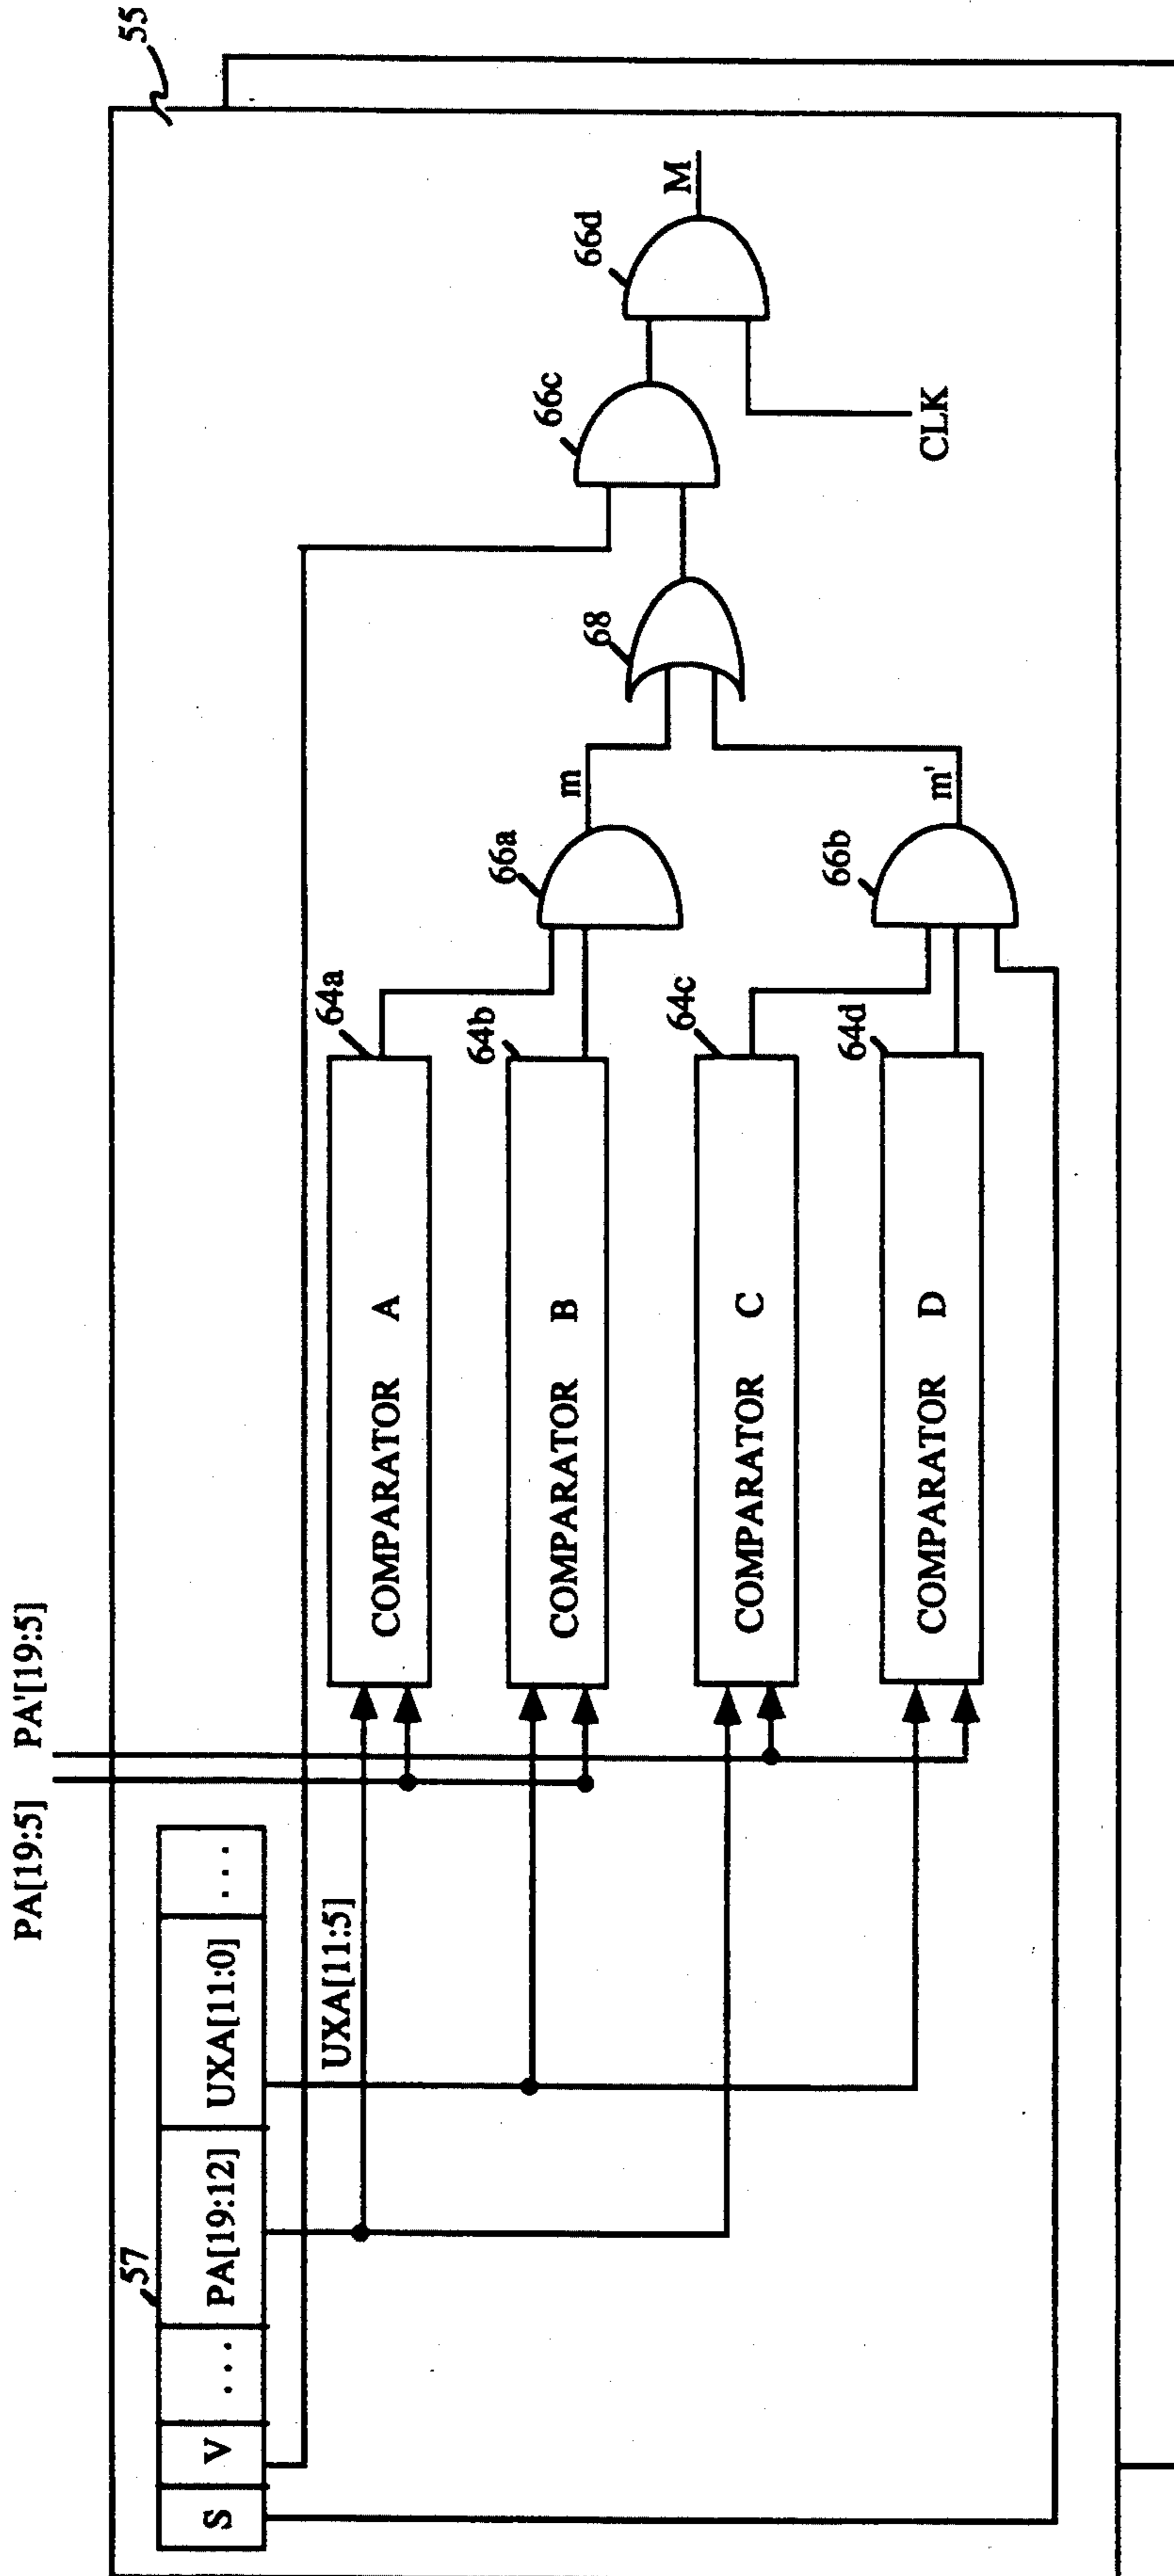 55
PA[19:5] PA'[19:5]
57
S V ... PA[19:12] UXA[11:0] ...
UXA[11:5]
COMPARATOR A
64a
COMPARATOR B
64b
COMPARATOR C
64c
COMPARATOR D
64d
66a
m
66b
m'
68
66c
66d
M
CLK